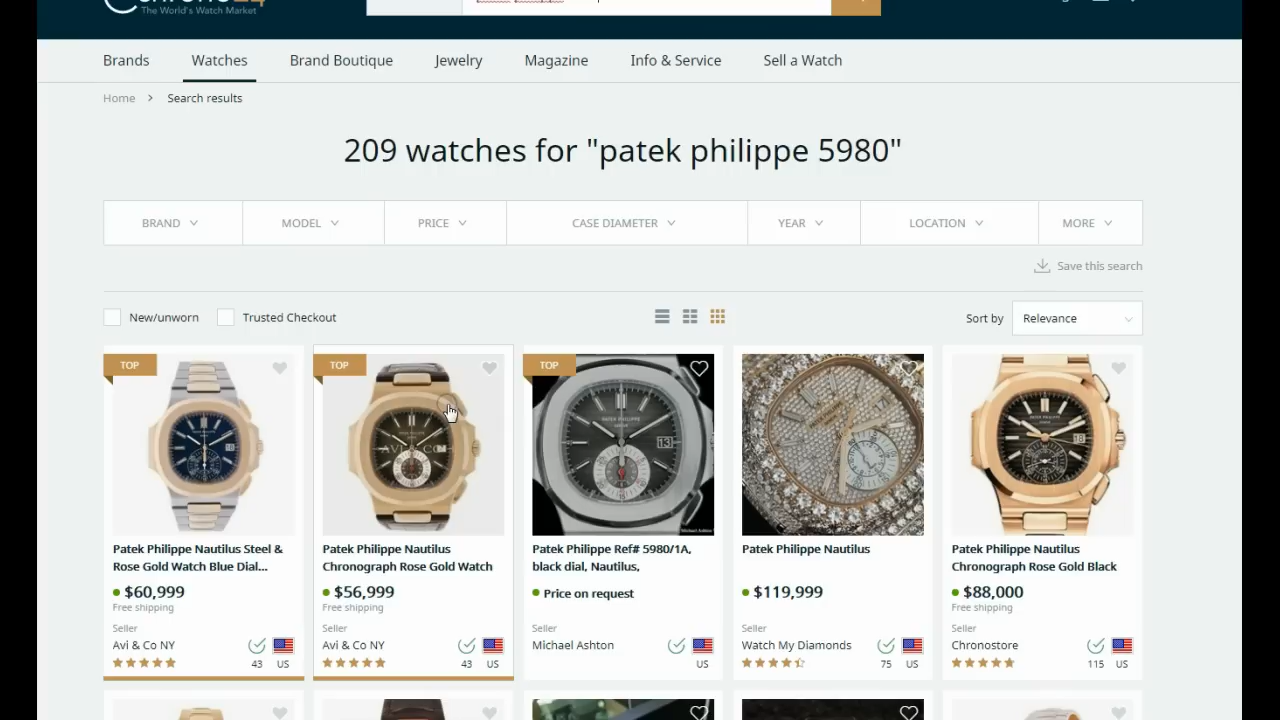 The World's Watch Market
Brands
Watches
Brand Boutique
Jewelry
Magazine
Info & Service
Sell a Watch
Home
Search results
209 watches for "patek philippe 5980"
BRAND
MODEL
PRICE
CASE DIAMETER
YEAR
LOCATION
MORE
Save this search
New/unworn
Trusted Checkout
Sort by
Relevance
TOP
TOP
TOP
AVI & CO
13
Patek Philippe Nautilus Steel &
Rose Gold Watch Blue Dial...
$60,999
Free shipping
Seller
Avi & Co NY
43
US
Patek Philippe Nautilus
Chronograph Rose Gold Watch
$56,999
Free shipping
Seller
Avi & Co NY
43
US
Patek Philippe Ref# 5980/1A,
black dial, Nautilus,
Price on request
Seller
Michael Ashton
US
Patek Philippe Nautilus
$119,999
Seller
Watch My Diamonds
75
US
Patek Philippe Nautilus
Chronograph Rose Gold Black
$88,000
Free shipping
Seller
Chronostore
115
US